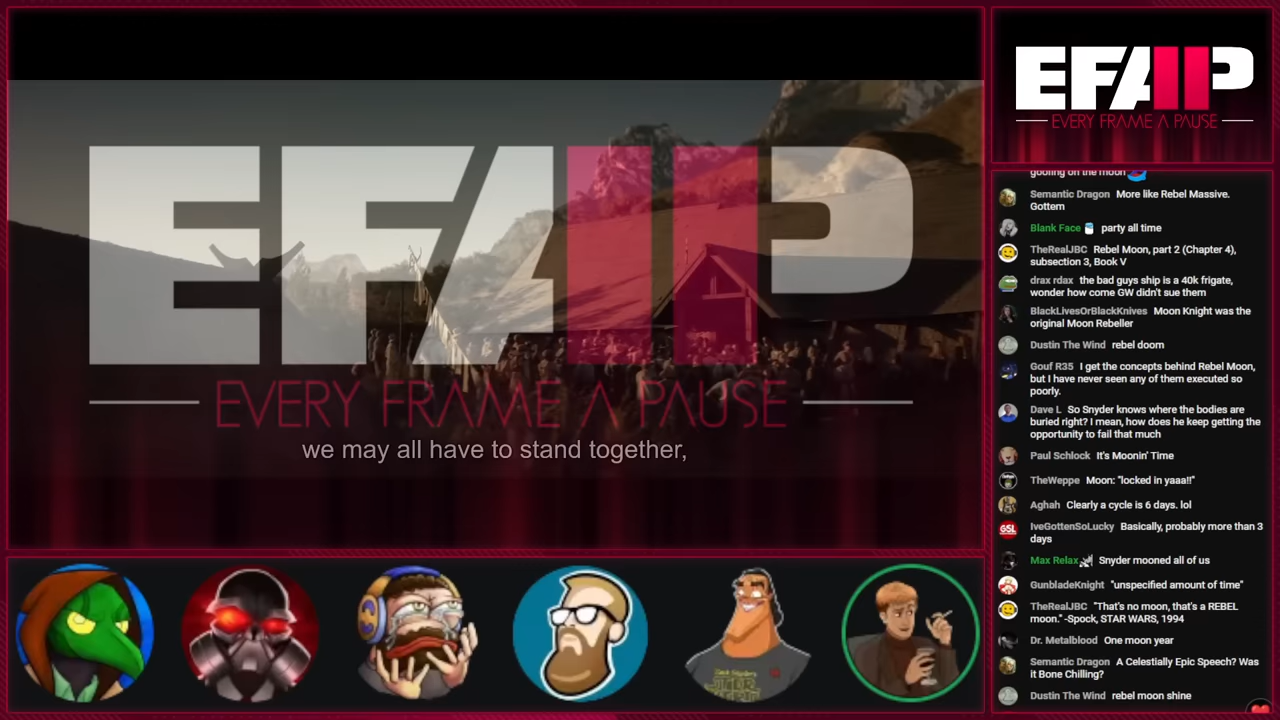 EFAP
EVERY FRAME A PAUSE
we may all have to stand together,
EFAP
EVERY FRAME A PAUSE
goofing on the moon
Semantic Dragon More like Rebel Massive.
Gottem
Blank Face party all time
TheRealJBC Rebel Moon, part 2 (Chapter 4),
subsection 3, Book V
drax rdax the bad guys ship is a 40k frigate,
wonder how come GW didn't sue them
BlackLivesOrBlackKnives Moon Knight was the
original Moon Rebeller
Dustin The Wind rebel doom
Gouf R35 I get the concepts behind Rebel Moon,
but I have never seen any of them executed so
poorly.
Dave L So Snyder knows where the bodies are
buried right? I mean, how does he keep getting the
opportunity to fail that much
Paul Schlock It's Moonin' Time
TheWeppe Moon: "locked in yaaa!!"
Aghah Clearly a cycle is 6 days. lol
GSL
IveGottenSoLucky Basically, probably more than 3
days
Max Relax Snyder mooned all of us
GunbladeKnight "unspecified amount of time"
TheRealJBC "That's no moon, that's a REBEL
moon." -Spock, STAR WARS, 1994
Dr. Metalblood One moon year
Semantic Dragon A Celestially Epic Speech? Was
it Bone Chilling?
Dustin The Wind rebel moon shine